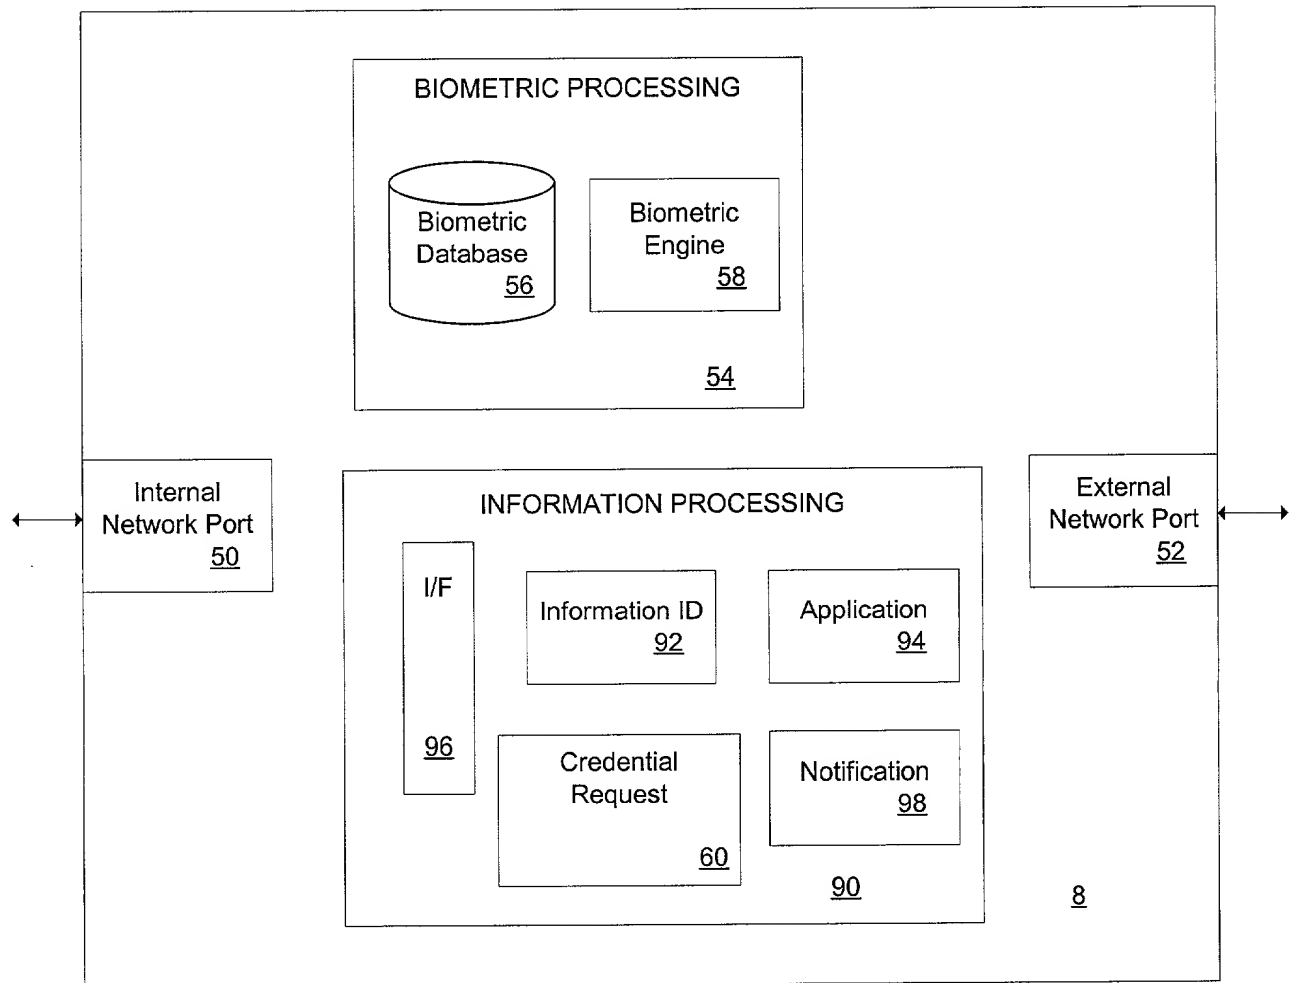 BIOMETRIC PROCESSING
Biometric
Database
56
Biometric
Engine
58
54
Internal
Network Port
50
External
Network Port
52
INFORMATION PROCESSING
I/F
96
Information ID
92
Application
94
Credential
Request
60
Notification
98
90
8